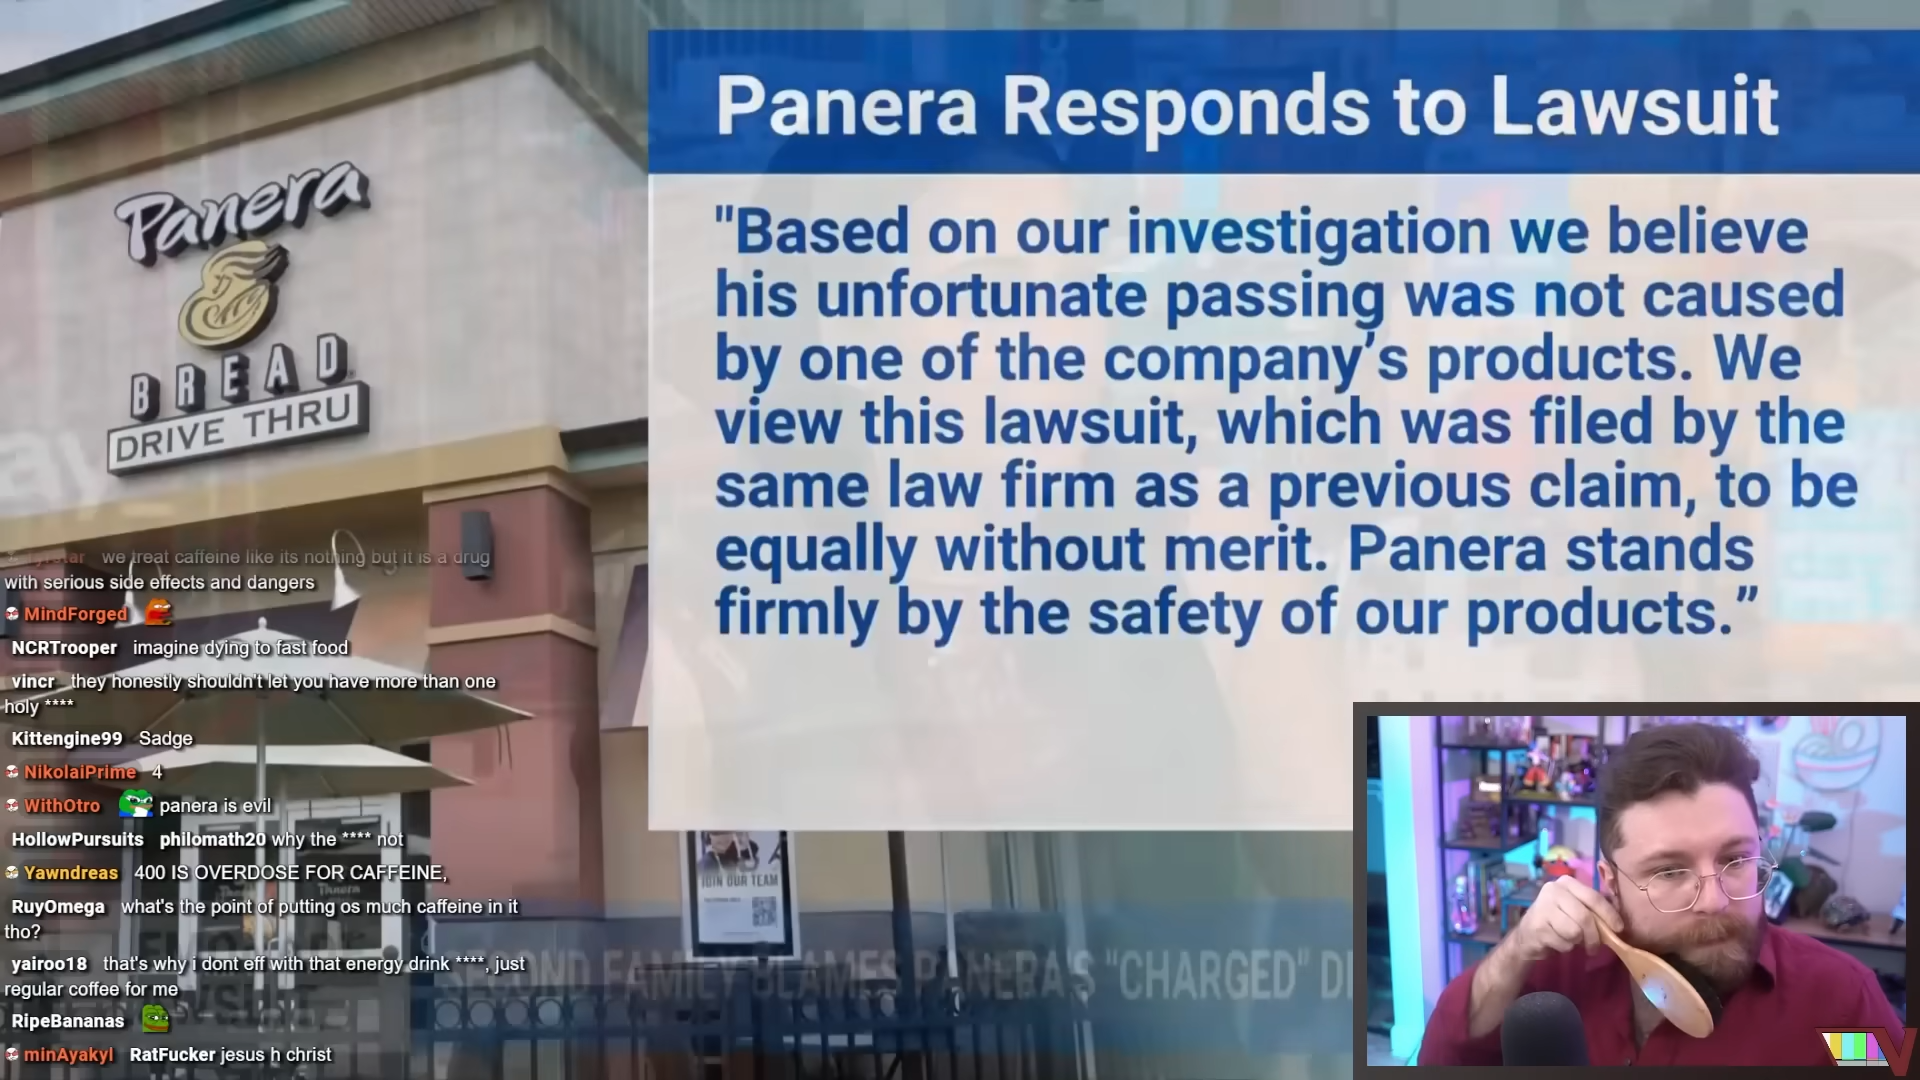 Panera Responds to Lawsuit
"Based on our investigation we believe
his unfortunate passing was not caused
by one of the company’s products. We
view this lawsuit, which was filed by the
same law firm as a previous claim, to be
equally without merit. Panera stands
firmly by the safety of our products.”
Panera
BREAD
DRIVE THRU
we treat caffeine like its nothing but it is a drug
with serious side effects and dangers
MindForged
NCRTrooper imagine dying to fast food
vincr they honestly shouldn't let you have more than one
holy ****
Kittengine99 Sadge
NikolaiPrime 4
WithOtro panera is evil
HollowPursuits philomath20 why the **** not
Yawndreas 400 IS OVERDOSE FOR CAFFEINE,
RuyOmega what's the point of putting os much caffeine in it
tho?
yairoo18 that's why i dont eff with that energy drink ****, just
regular coffee for me
RipeBananas
minAyakyl RatFucker jesus h christ
JOIN OUR TEAM
SECOND FAMILY BLAMES PANERA'S "CHARGED"